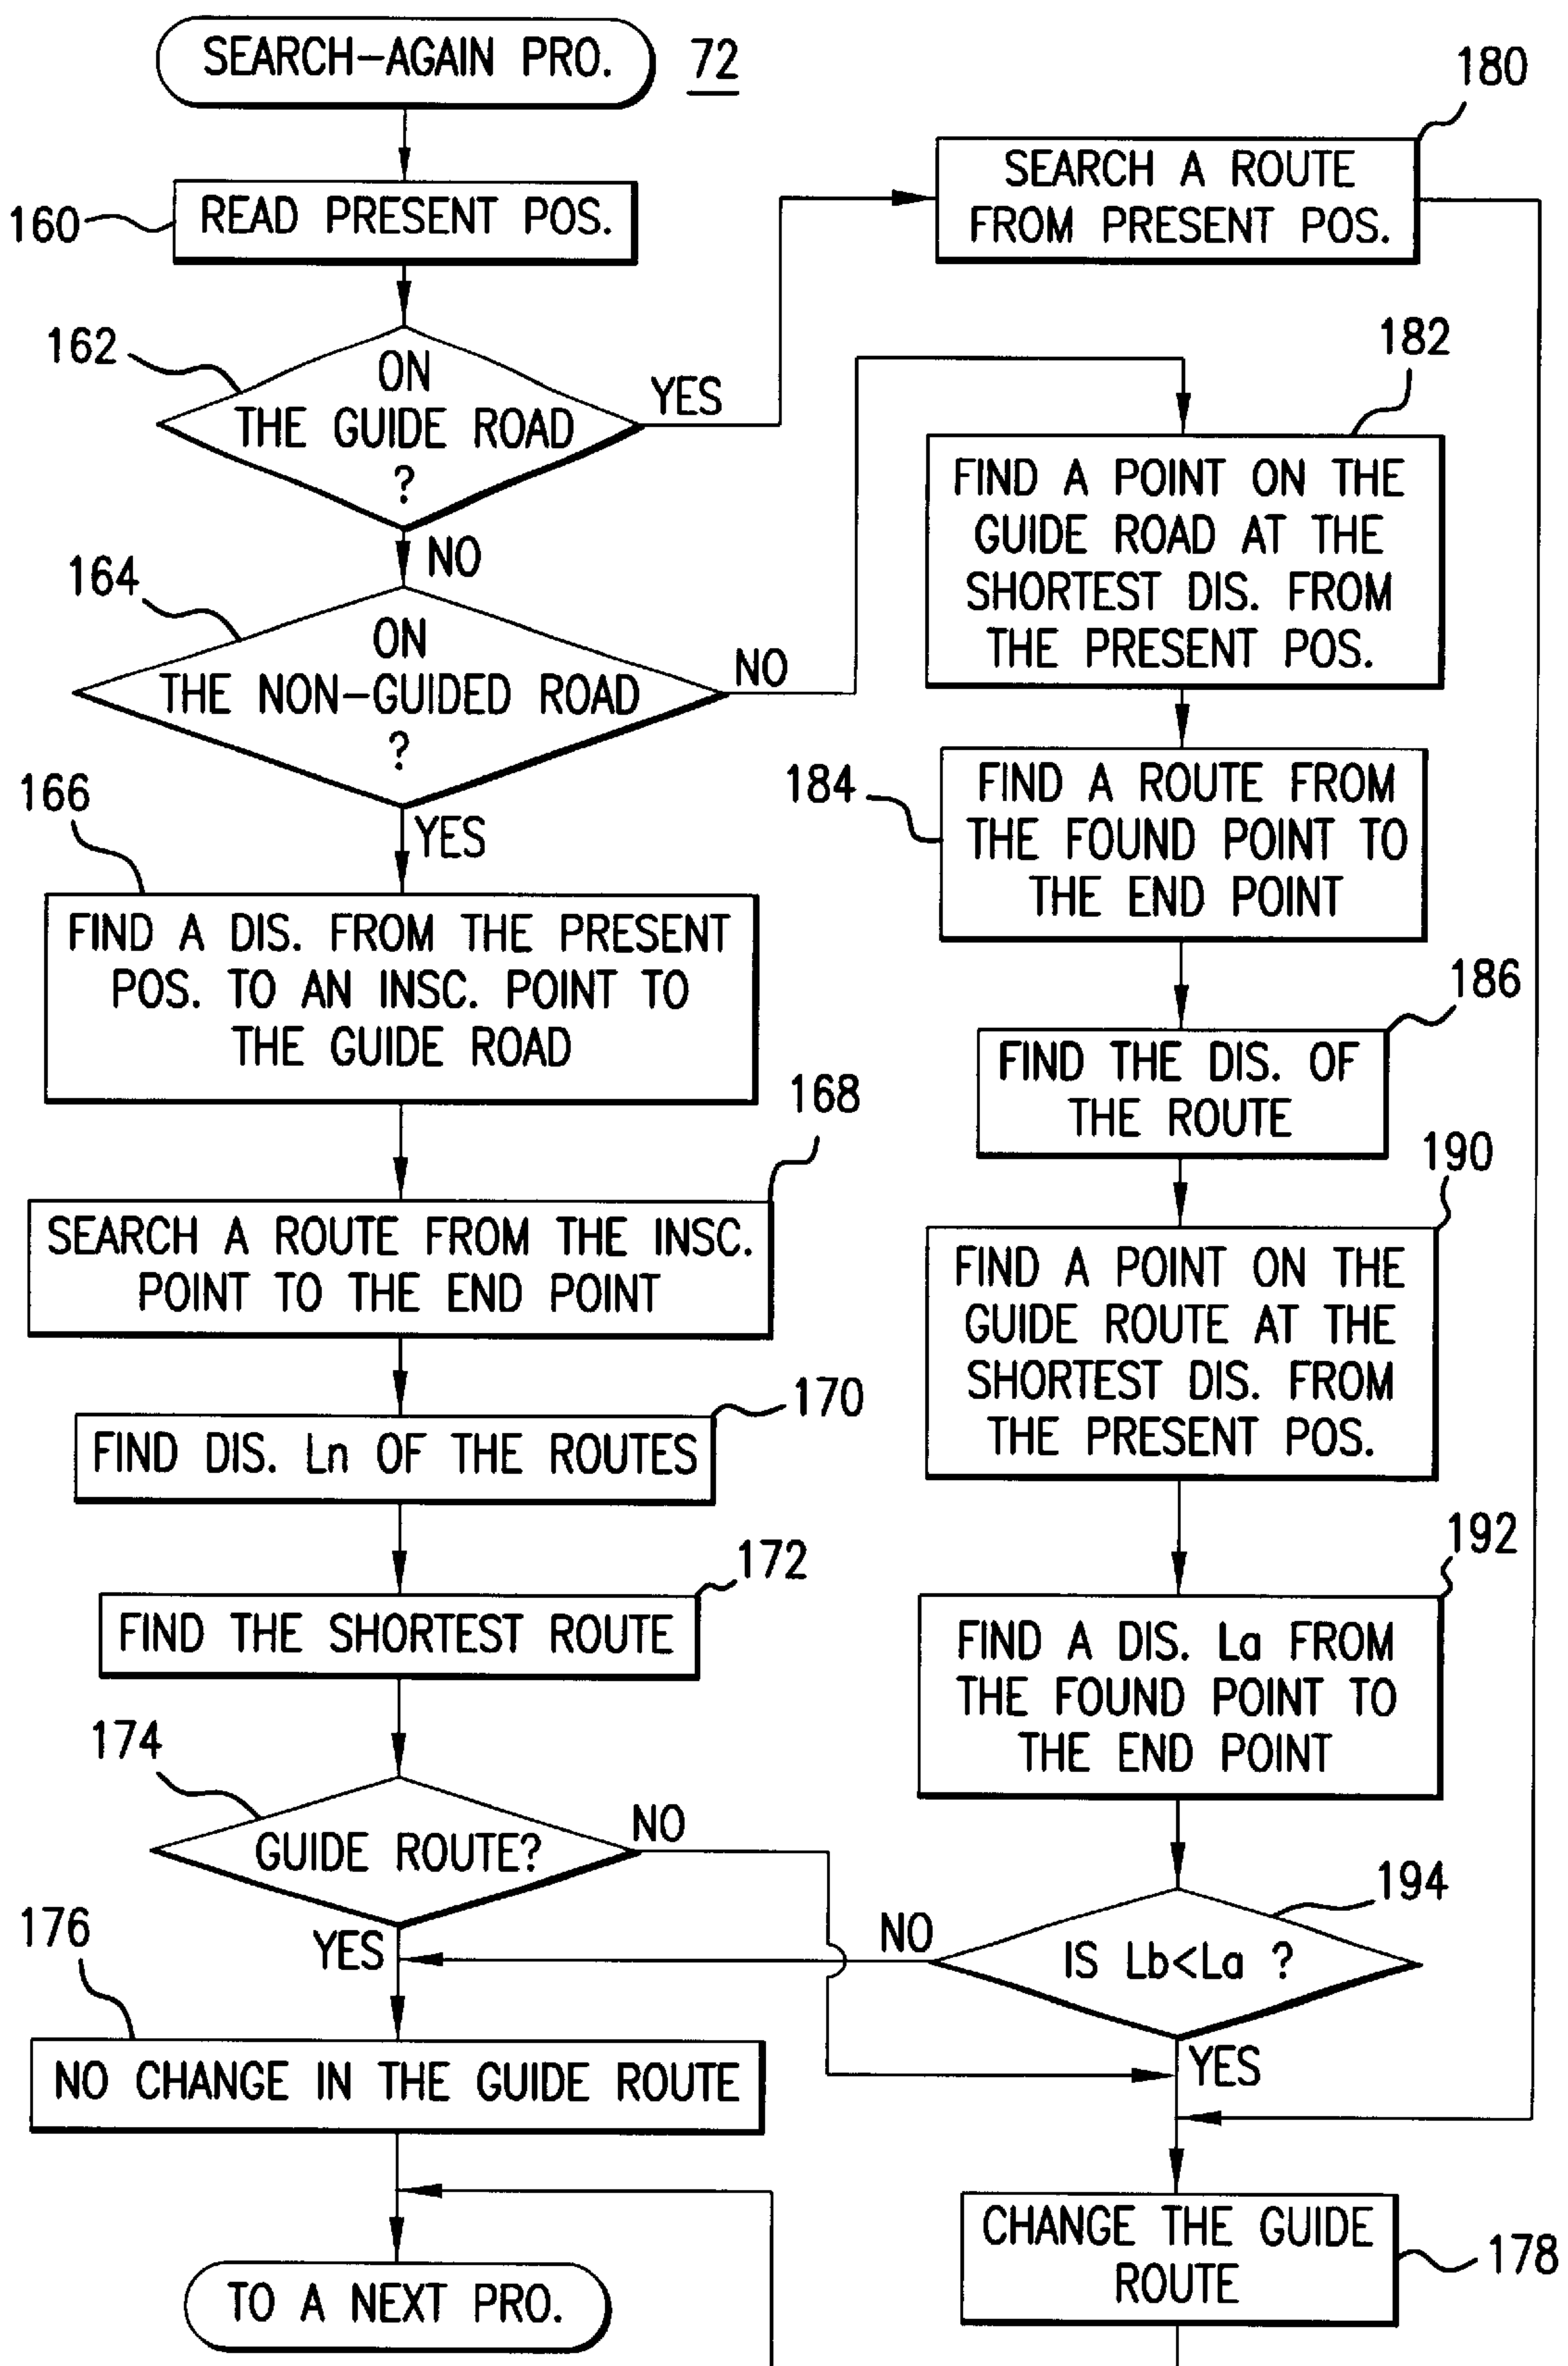 SEARCH-AGAIN PRO.
72
160
READ PRESENT POS.
162
ON
THE GUIDE ROAD
?
YES
NO
164
ON
THE NON-GUIDED ROAD
?
NO
YES
166
FIND A DIS. FROM THE PRESENT
POS. TO AN INSC. POINT TO
THE GUIDE ROAD
168
SEARCH A ROUTE FROM THE INSC.
POINT TO THE END POINT
170
FIND DIS. Ln OF THE ROUTES
172
FIND THE SHORTEST ROUTE
174
GUIDE ROUTE?
NO
YES
176
NO CHANGE IN THE GUIDE ROUTE
TO A NEXT PRO.
180
SEARCH A ROUTE
FROM PRESENT POS.
182
FIND A POINT ON THE
GUIDE ROAD AT THE
SHORTEST DIS. FROM
THE PRESENT POS.
184
FIND A ROUTE FROM
THE FOUND POINT TO
THE END POINT
186
FIND THE DIS. OF
THE ROUTE
190
FIND A POINT ON THE
GUIDE ROUTE AT THE
SHORTEST DIS. FROM
THE PRESENT POS.
192
FIND A DIS. La FROM
THE FOUND POINT TO
THE END POINT
194
IS Lb<La ?
NO
YES
CHANGE THE GUIDE
ROUTE
178